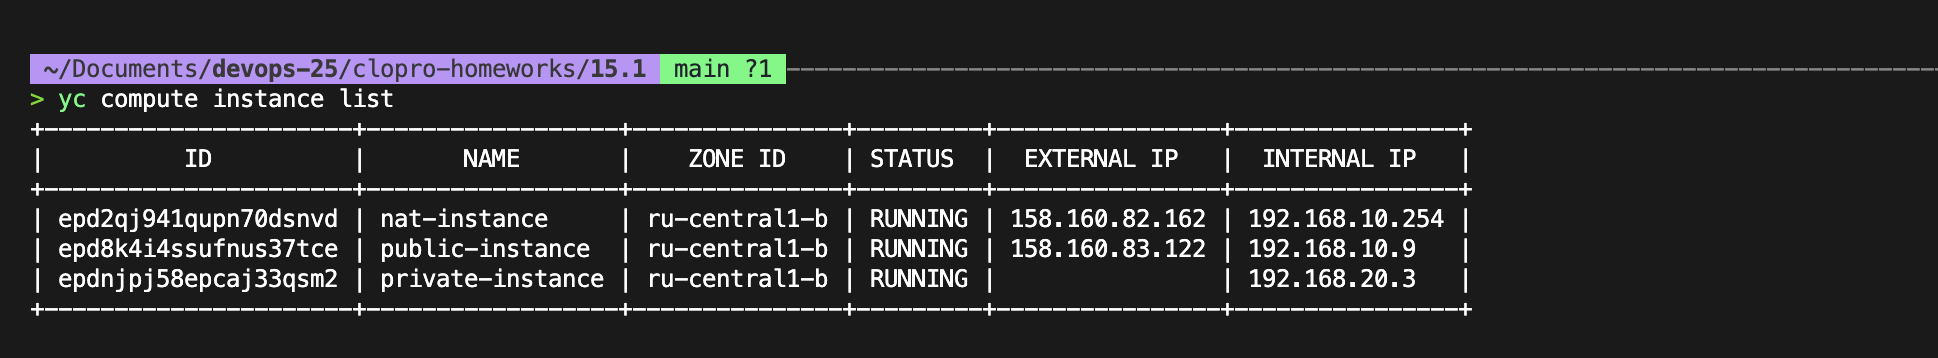 ~/Documents/devops-25/clopro-homeworks/15.1 main ?1
> yc compute instance list
+----------------------+------------------+---------------+---------+----------------+----------------+
|          ID          |       NAME       |    ZONE ID    | STATUS  |  EXTERNAL IP   |  INTERNAL IP   |
+----------------------+------------------+---------------+---------+----------------+----------------+
| epd2qj941qupn70dsnvd | nat-instance     | ru-central1-b | RUNNING | 158.160.82.162 | 192.168.10.254 |
| epd8k4i4ssufnus37tce | public-instance  | ru-central1-b | RUNNING | 158.160.83.122 | 192.168.10.9   |
| epdnjpj58epcaj33qsm2 | private-instance | ru-central1-b | RUNNING |                | 192.168.20.3   |
+----------------------+------------------+---------------+---------+----------------+----------------+